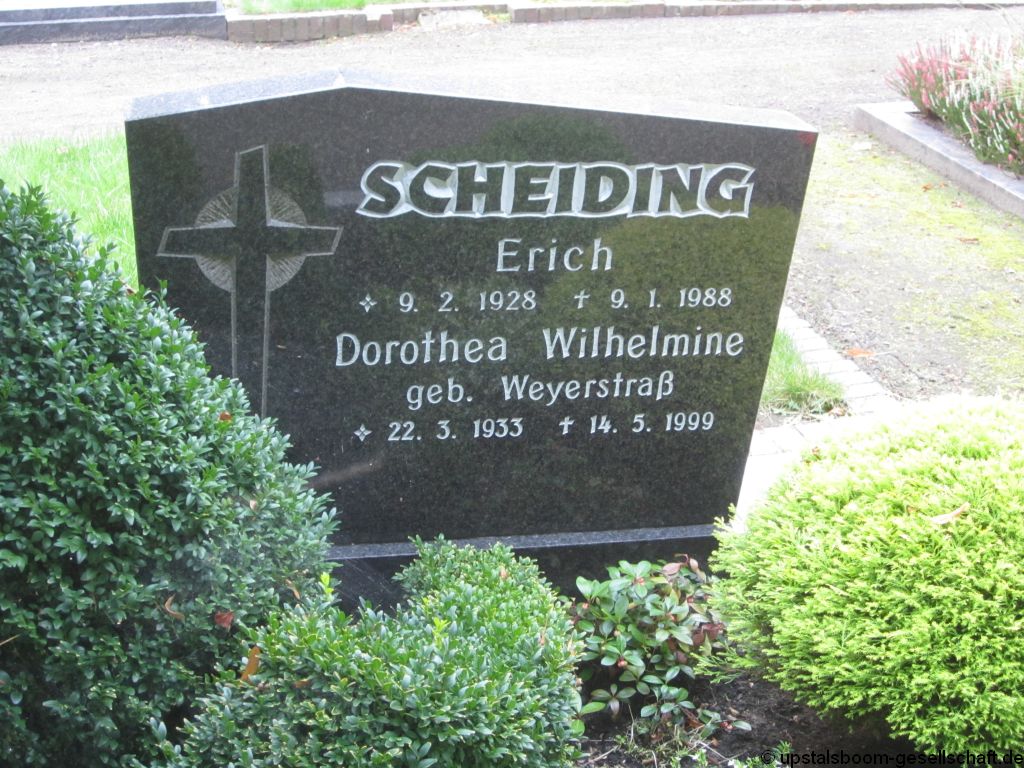 SCHEIDING
Erich
✧ 9. 2. 1928 ✝ 9. 1. 1988
Dorothea Wilhelmine
geb. Weyerstraß
✧ 22. 3. 1933 ✝ 14. 5. 1999
© upstalsboom-gesellschaft.de